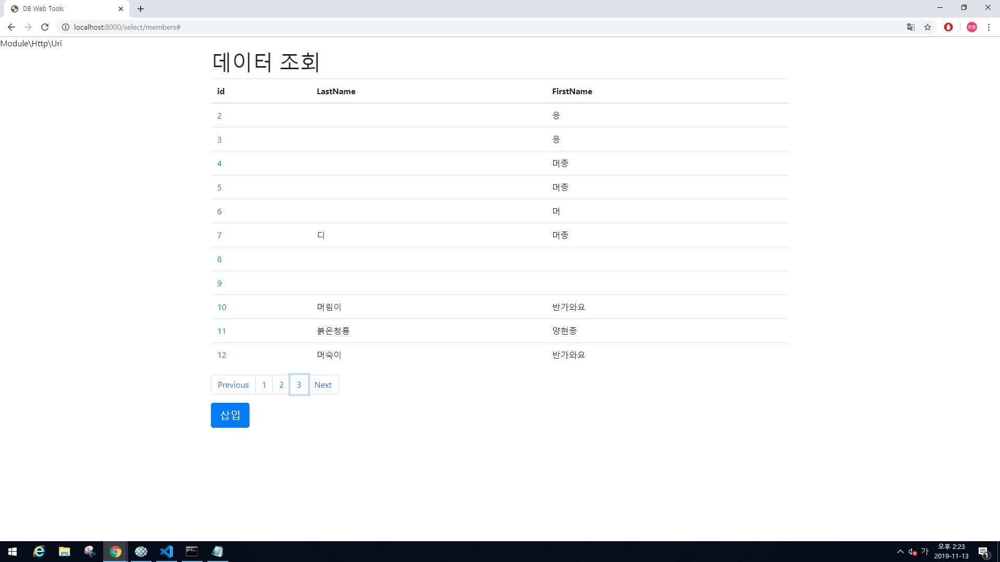 DB Web Tools
localhost:8000/select/members#
현종
Module\Http\Uri
데이터 조회
id LastName FirstName
2 응
3 응
4 머종
5 머종
6 머
7 디 머종
8
9
10 머림이 반가와요
11 붉은청룡 양현종
12 머숙이 반가와요
Previous 1 2 3 Next
삽입
가 오후 2:23
2019-11-13
1